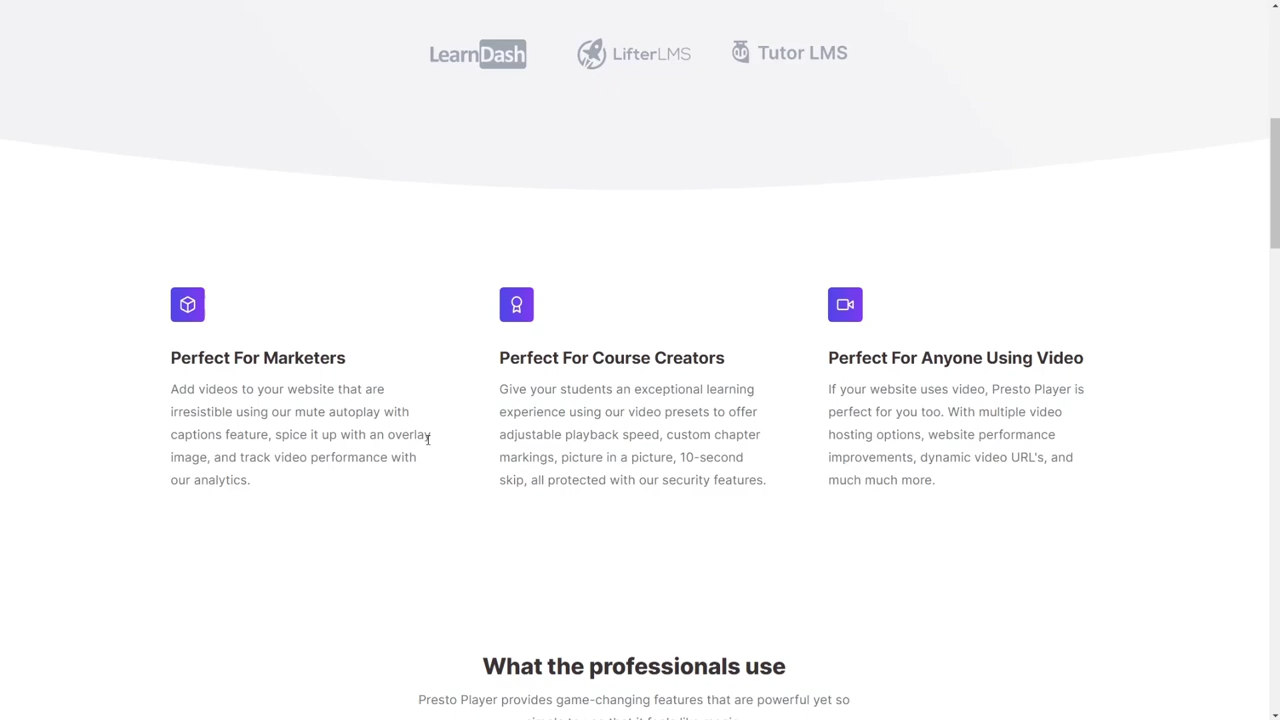 LearnDash
LifterLMS
Tutor LMS
Perfect For Marketers
Add videos to your website that are
irresistible using our mute autoplay with
captions feature, spice it up with an overlay
image, and track video performance with
our analytics.
Perfect For Course Creators
Give your students an exceptional learning
experience using our video presets to offer
adjustable playback speed, custom chapter
markings, picture in a picture, 10-second
skip, all protected with our security features.
Perfect For Anyone Using Video
If your website uses video, Presto Player is
perfect for you too. With multiple video
hosting options, website performance
improvements, dynamic video URL's, and
much much more.
What the professionals use
Presto Player provides game-changing features that are powerful yet so